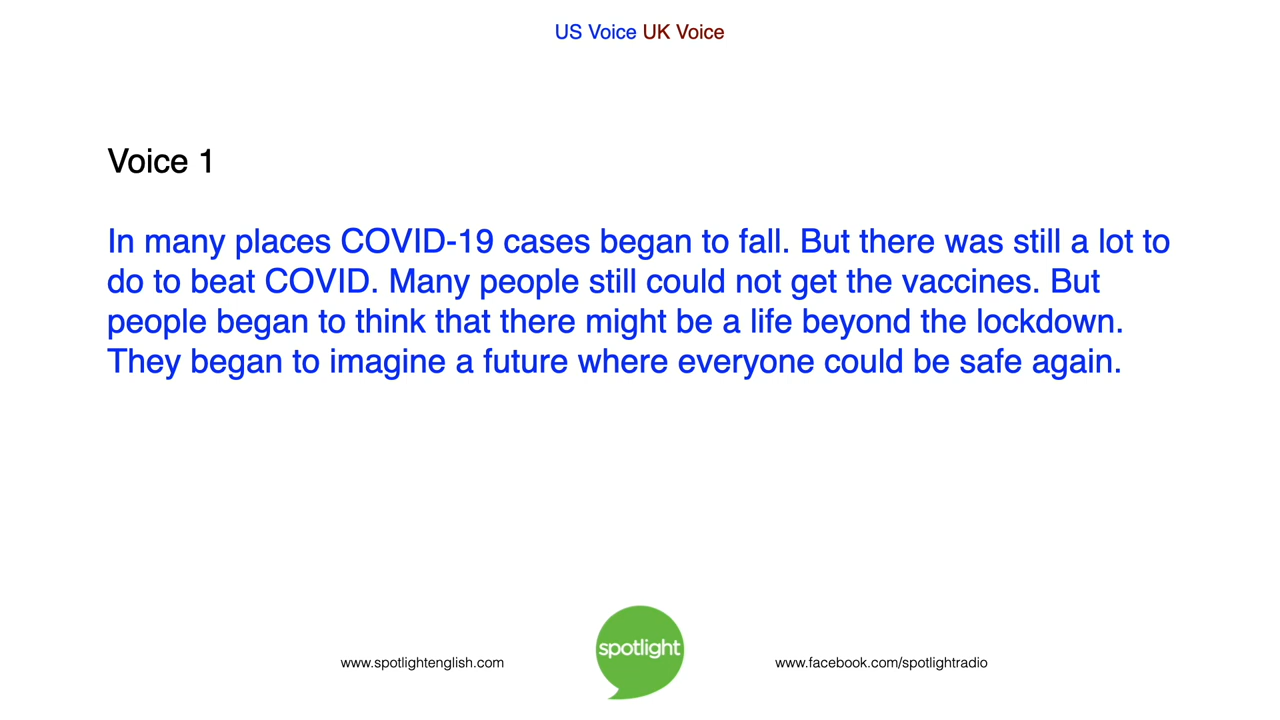 US Voice UK Voice
Voice 1
In many places COVID-19 cases began to fall. But there was still a lot to
do to beat COVID. Many people still could not get the vaccines. But
people began to think that there might be a life beyond the lockdown.
They began to imagine a future where everyone could be safe again.
spotlight
www.spotlightenglish.com
www.facebook.com/spotlightradio